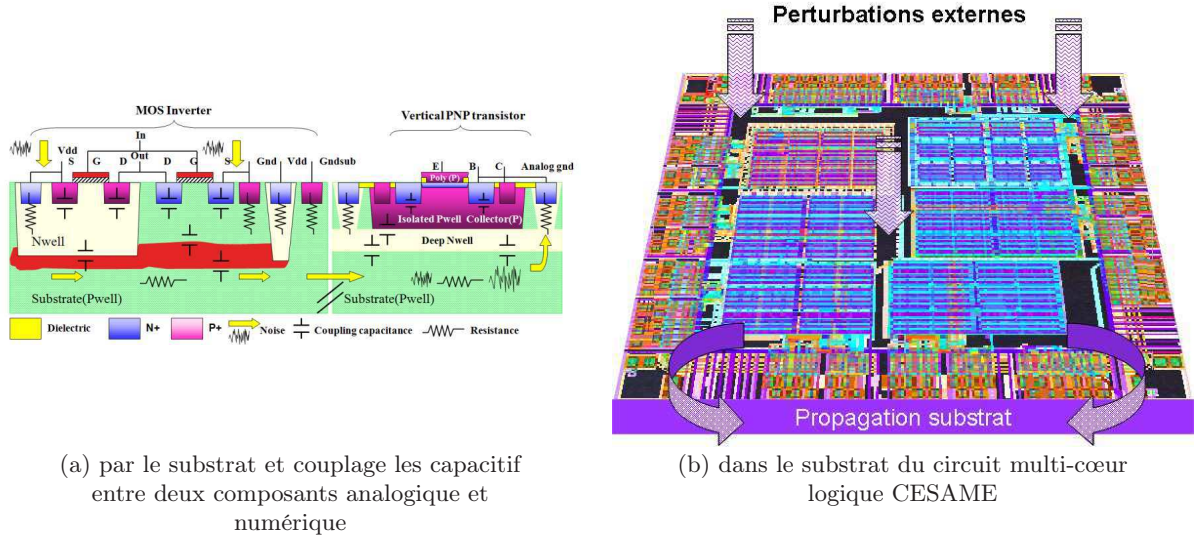 MOS Inverter
Vertical PNP transistor
In
Out
Vdd
S G D D G S Gnd Vdd Gndsub
E B C Analog gnd
Poly (P)
Isolated Pwell Collector(P)
Nwell
Deep Nwell
Substrate(Pwell)
Substrate(Pwell)
Dielectric N+ P+ Noise Coupling capacitance Resistance
Perturbations externes
Propagation substrat
(a) par le substrat et couplage les capacitif
entre deux composants analogique et
numérique
(b) dans le substrat du circuit multi-cœur
logique CESAME